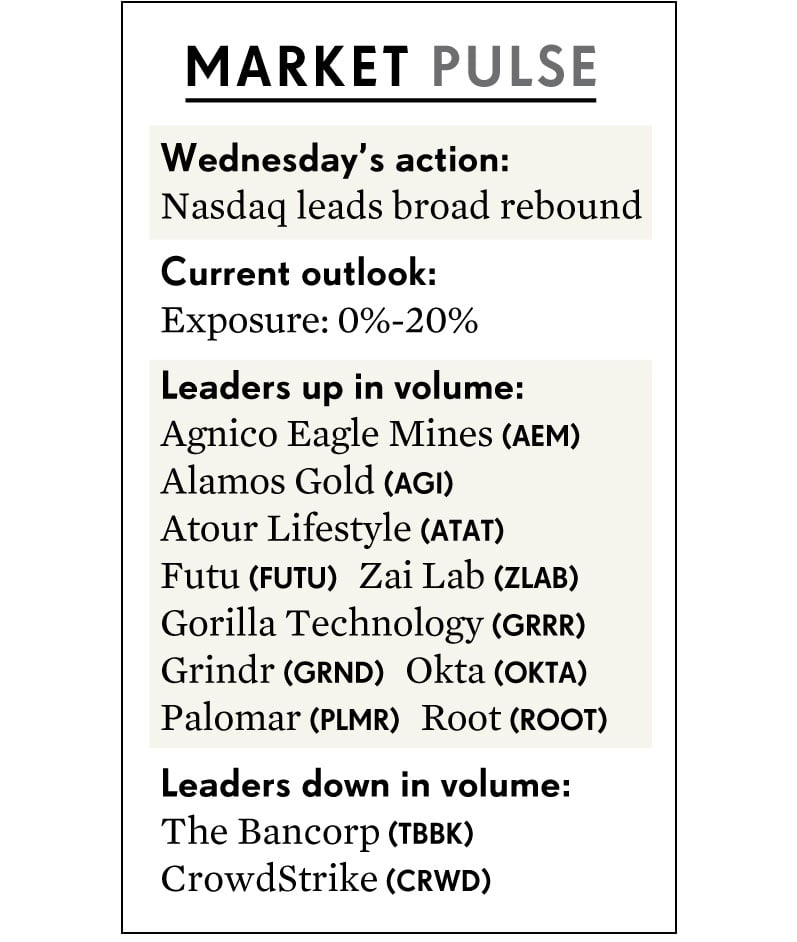 MARKET PULSE
Wednesday’s action:
Nasdaq leads broad rebound
Current outlook:
Exposure: 0%-20%
Leaders up in volume:
Agnico Eagle Mines (AEM)
Alamos Gold (AGI)
Atour Lifestyle (ATAT)
Futu (FUTU) Zai Lab (ZLAB)
Gorilla Technology (GRRR)
Grindr (GRND) Okta (OKTA)
Palomar (PLMR) Root (ROOT)
Leaders down in volume:
The Bancorp (TBBK)
CrowdStrike (CRWD)